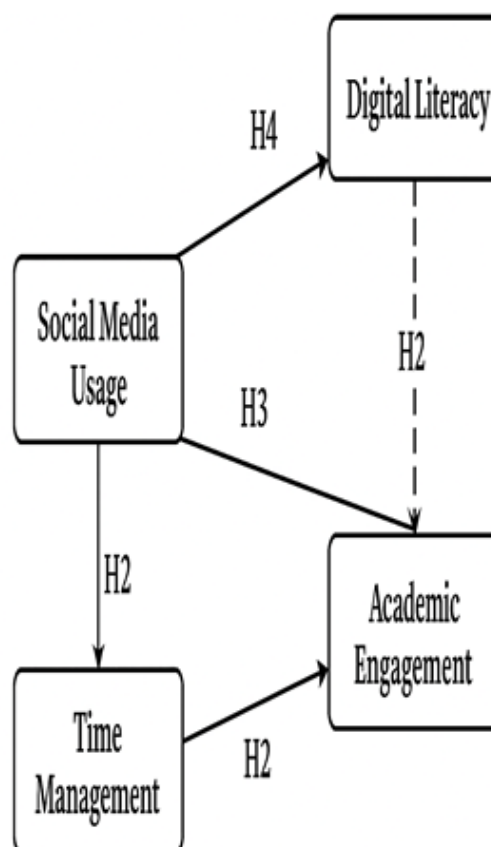 Digital Literacy
H4
Social Media
Usage
H3
H2
H2
Academic
Engagement
Time
Management
H2